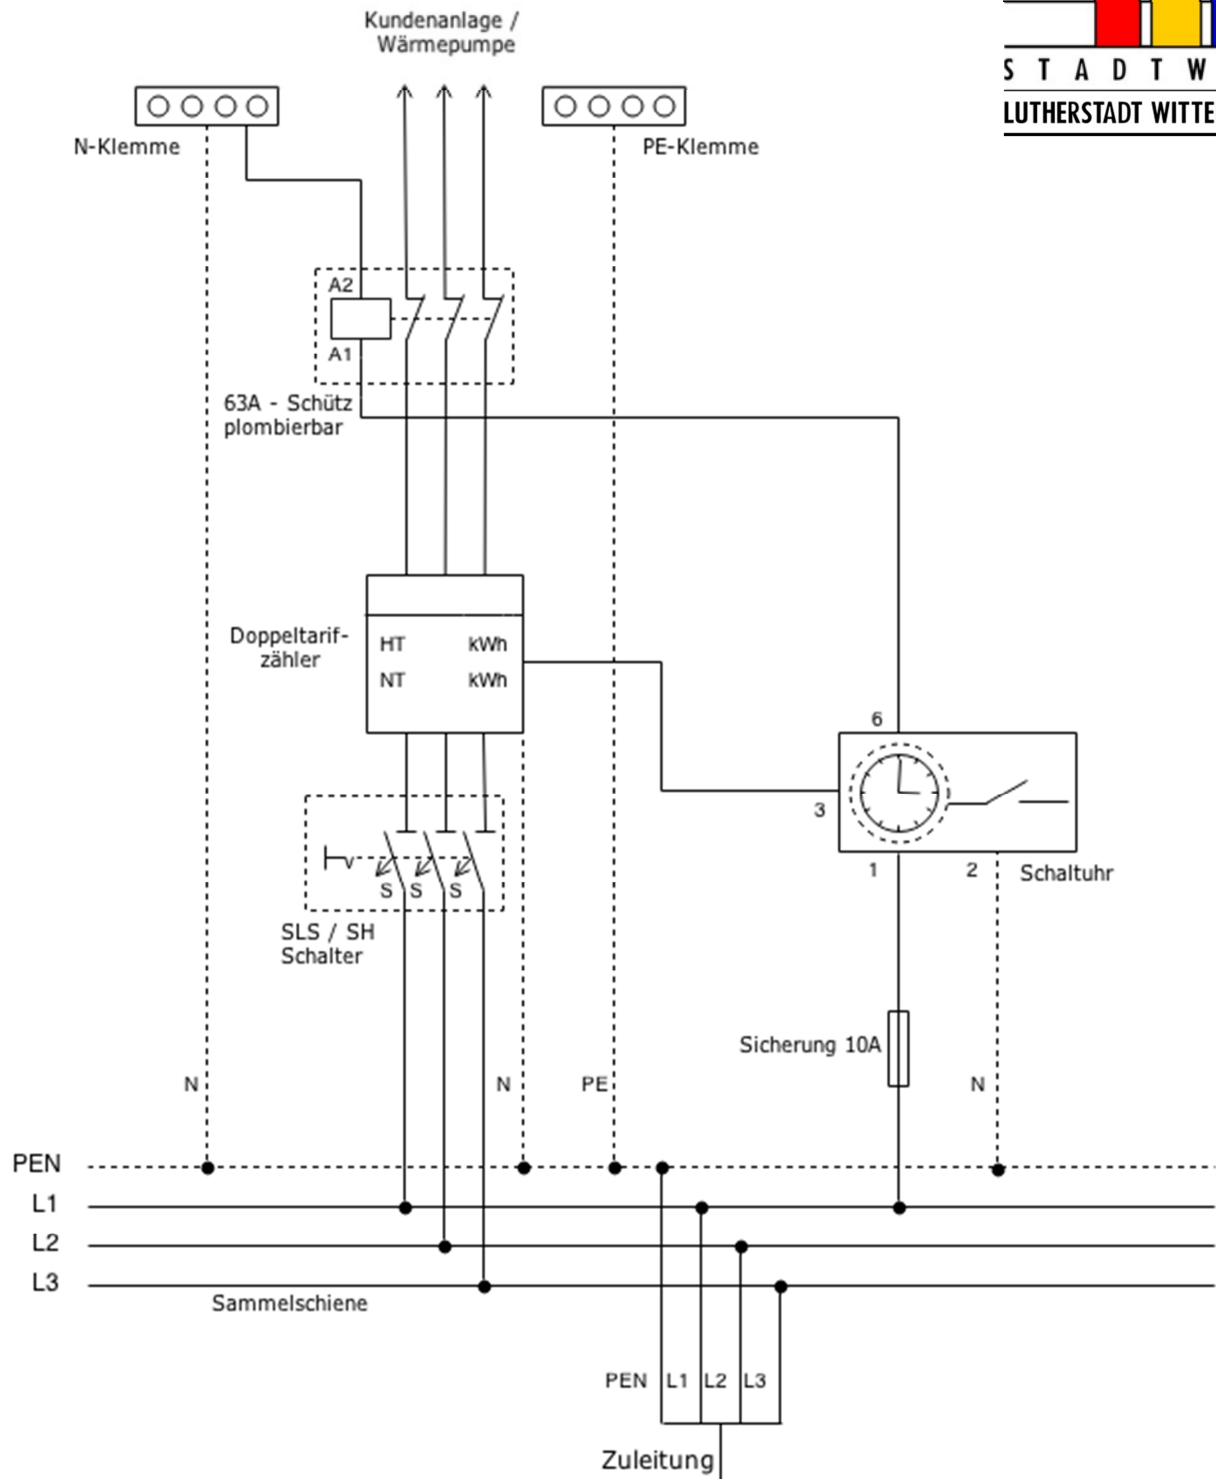 Kundenanlage /
Wärmepumpe
S T A D T W
LUTHERSTADT WITTE
N-Klemme
PE-Klemme
A2
A1
63A - Schütz
plombierbar
Doppeltarif-
zähler
HT kWh
NT kWh
6
3
1 2
Schaltuhr
S S S
SLS / SH
Schalter
Sicherung 10A
N N PE N
PEN
L1
L2
L3
Sammelschiene
PEN L1 L2 L3
Zuleitung